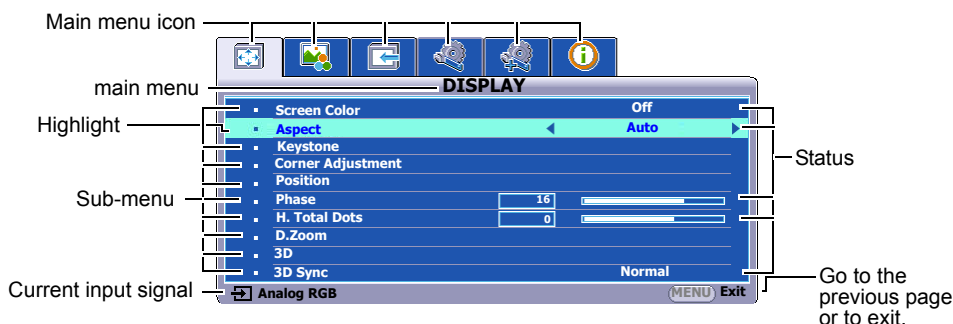 Main menu icon
main menu
DISPLAY
Highlight
Sub-menu
Status
Screen Color Off
Aspect Auto
Keystone
Corner Adjustment
Position
Phase 16
H. Total Dots 0
D.Zoom
3D
3D Sync Normal
Current input signal
Analog RGB
MENU Exit
Go to the
previous page
or to exit.